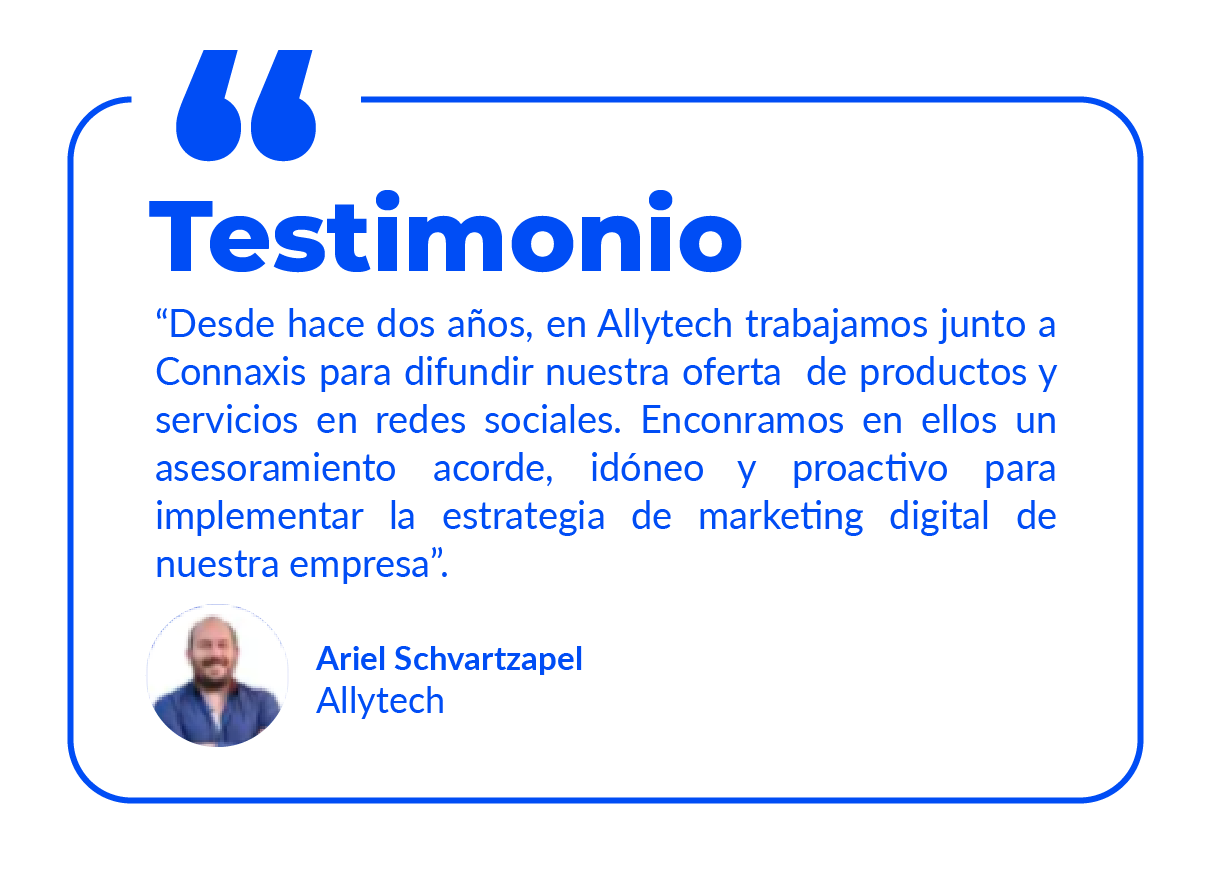 “
Testimonio
“Desde hace dos años, en Allytech trabajamos junto a
Connaxis para difundir nuestra oferta  de productos y
servicios en redes sociales. Enconramos en ellos un
asesoramiento acorde, idóneo y proactivo para
implementar la estrategia de marketing digital de
nuestra empresa”.
Ariel Schvartzapel
Allytech